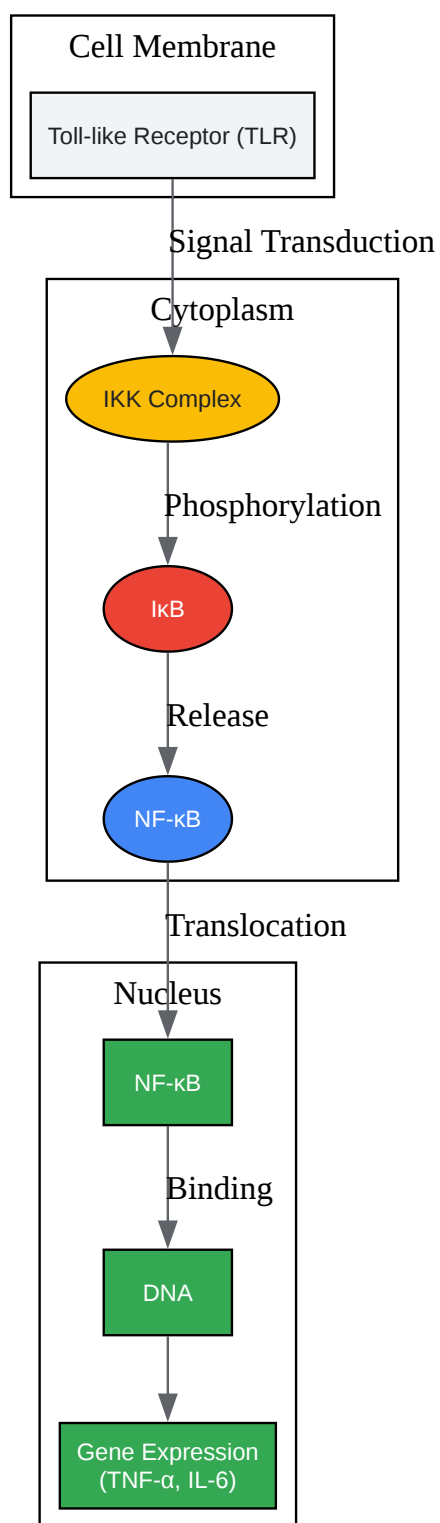 Cell Membrane
Toll-like Receptor (TLR)
Signal Transduction
Cytoplasm
IKK Complex
Phosphorylation
IκB
Release
NF-κB
Translocation
Nucleus
NF-κB
Binding
DNA
Gene Expression
(TNF-α, IL-6)